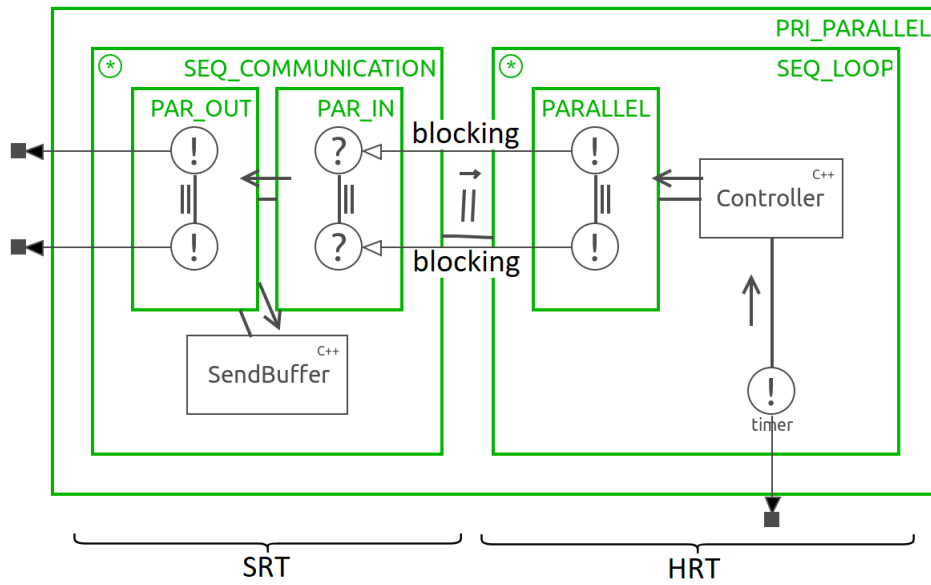 PRI_PARALLEL
* SEQ_COMMUNICATION
* SEQ_LOOP
PAR_OUT
PAR_IN
PARALLEL
blocking
! ? !
|| || || ||
C++
Controller
! ? !
blocking
C++
SendBuffer
!
timer
SRT
HRT